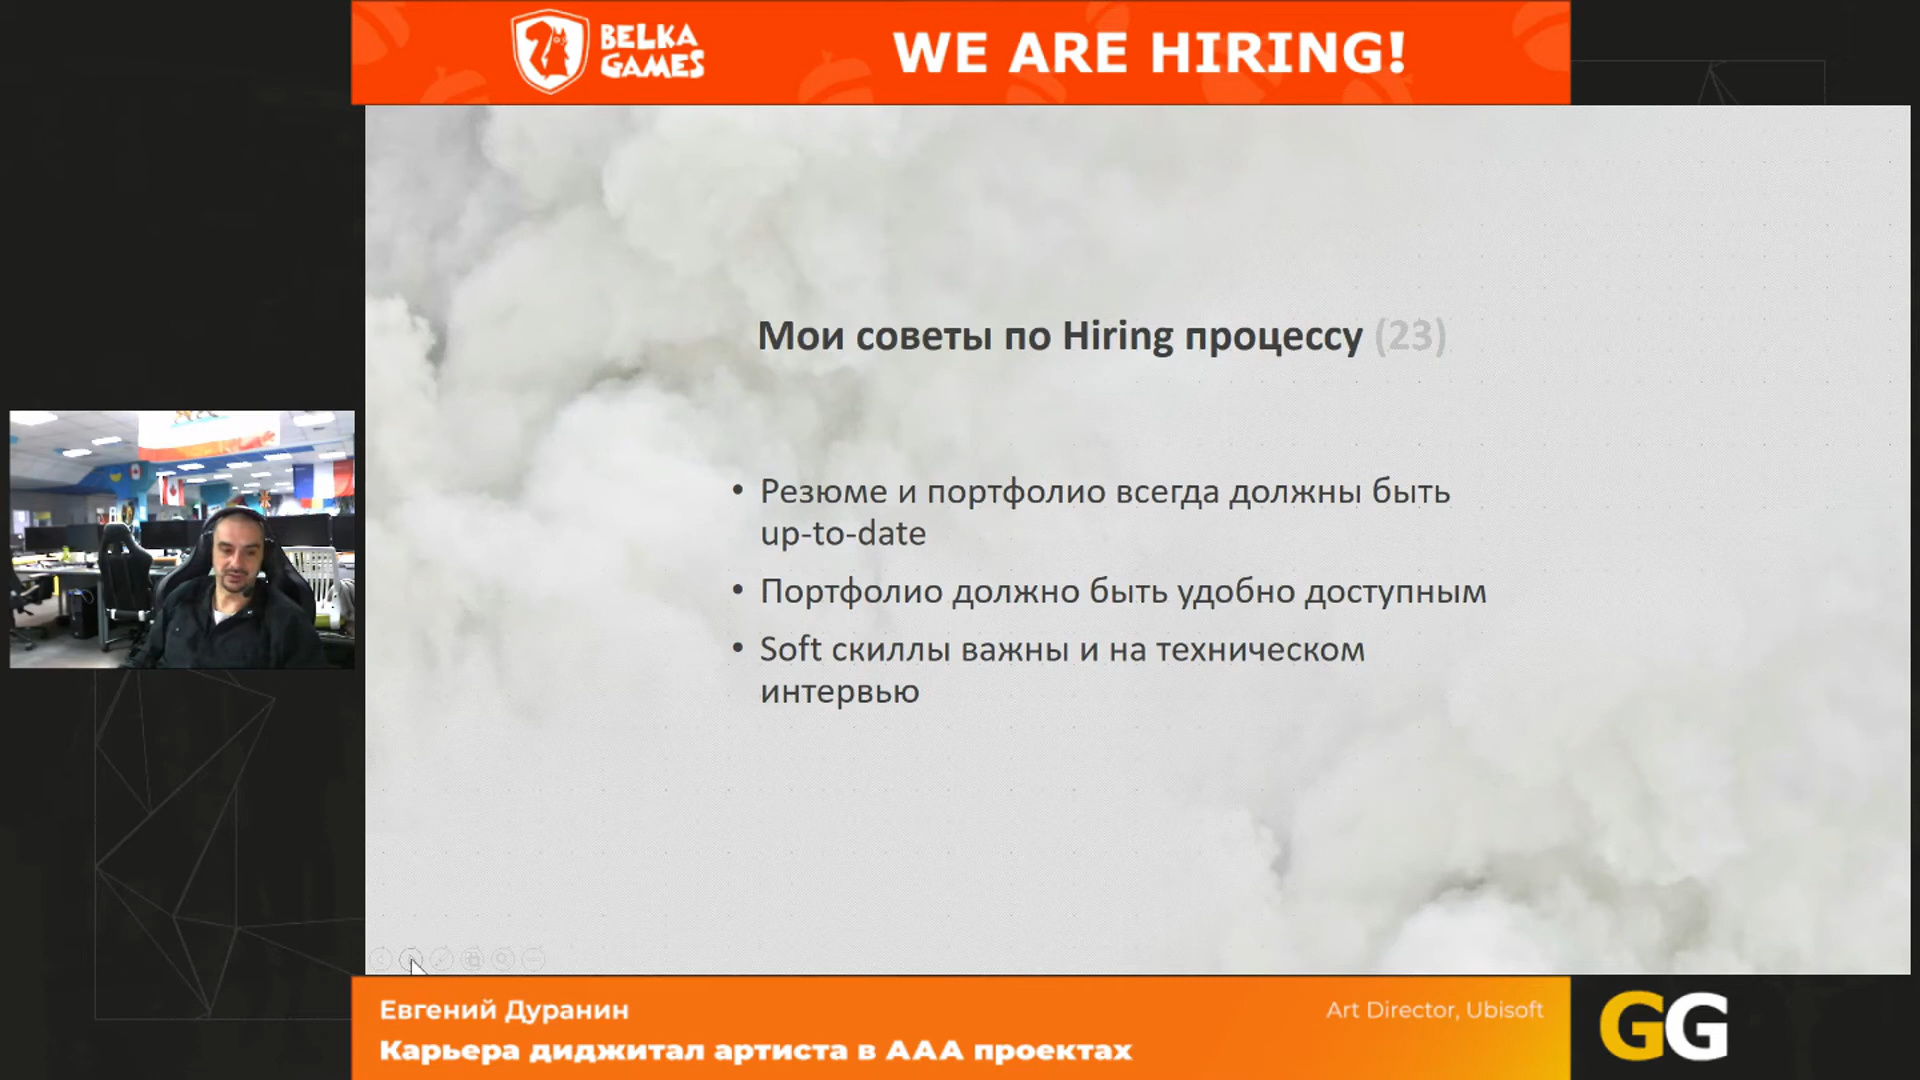 BELKA
GAMES
WE ARE HIRING!
Мои советы по Hiring процессу (23)
• Резюме и портфолио всегда должны быть
up-to-date
• Портфолио должно быть удобно доступным
• Soft скиллы важны и на техническом
интервью
Евгений Дуранин
Art Director, Ubisoft
Карьера диджитал артиста в ААА проектах
GG